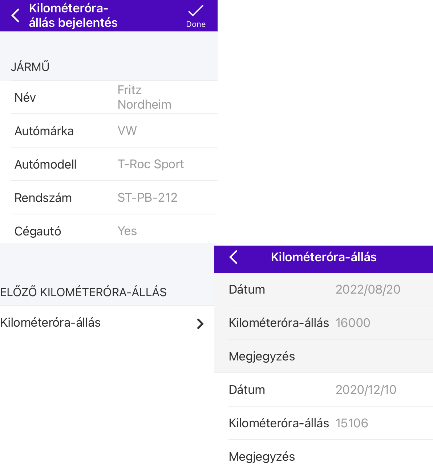 Kilométeróra-
állás bejelentés
Done
JÁRMŰ
Név
Fritz
Nordheim
Autómárka VW
Autómodell T-Roc Sport
Rendszám ST-PB-212
Cégautó Yes
ELŐZŐ KILOMÉTERÓRA-ÁLLÁS
Kilométeróra-állás
Kilométeróra-állás
Dátum 2022/08/20
Kilométeróra-állás 16000
Megjegyzés
Dátum 2020/12/10
Kilométeróra-állás 15106
Megjegyzés